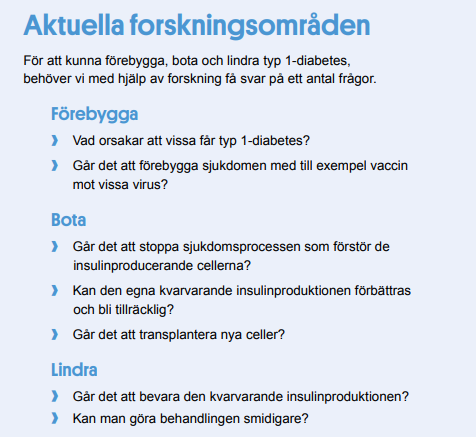 Aktuella forskningsområden
För att kunna förebygga, bota och lindra typ 1-diabetes,
behöver vi med hjälp av forskning få svar på ett antal frågor.
Förebygga
Vad orsakar att vissa får typ 1-diabetes?
Går det att förebygga sjukdomen med till exempel vaccin
mot vissa virus?
Bota
Går det att stoppa sjukdomsprocessen som förstör de
insulinproducerande cellerna?
Kan den egna kvarvarande insulinproduktionen förbättras
och bli tillräcklig?
Går det att transplantera nya celler?
Lindra
Går det att bevara den kvarvarande insulinproduktionen?
Kan man göra behandlingen smidigare?